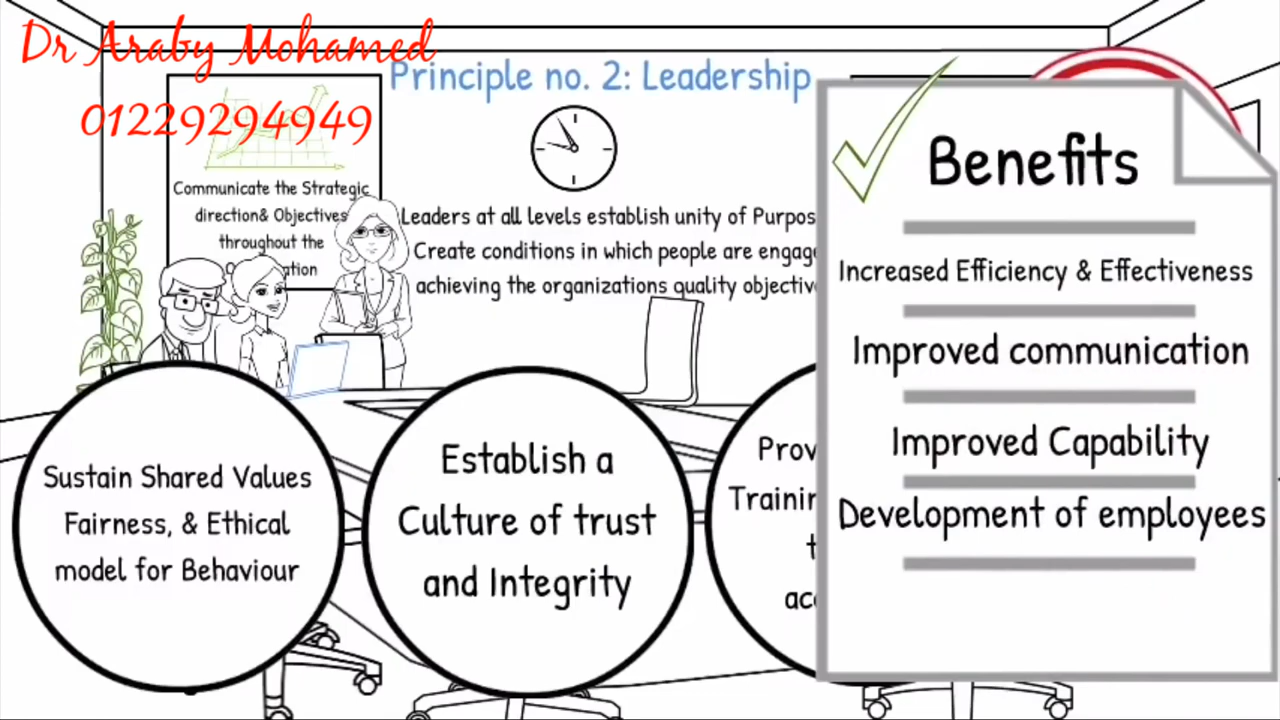 Dr Araby Mohamed
01229294949
Principle no. 2: Leadership
Communicate the Strategic
direction& Objectives
throughout the
Leaders at all levels establish unity of
Create conditions in which people are
achieving the organizations quality
Sustain Shared Values
Fairness, & Ethical
model for Behaviour
Establish a
Culture of trust
and Integrity
Benefits
Increased Efficiency & Effectiveness
Improved communication
Improved Capability
Development of employees